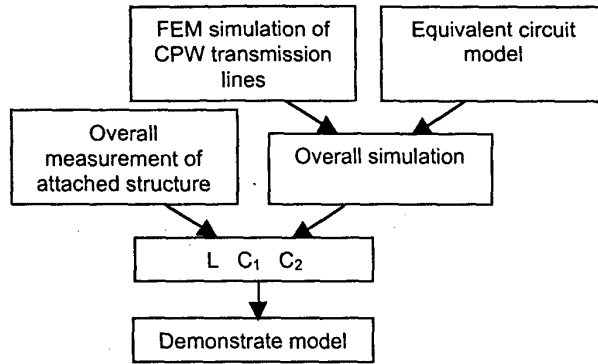 FEM simulation of
CPW transmission
lines
Equivalent circuit
model
Overall
measurement of
attached structure
Overall simulation
L C₁ C₂
Demonstrate model